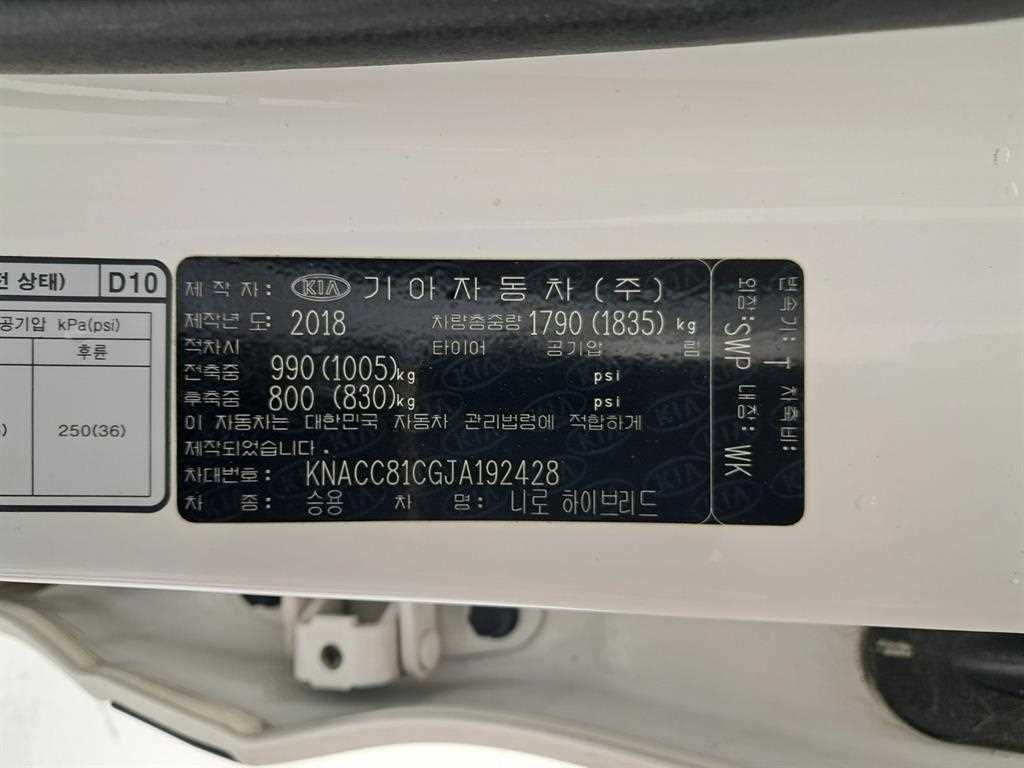 전 상태) D10
공기압 kPa(psi)
후륜
250(36)
제 작 자: KIA 기아자동차(주)
제작년 도: 2018 차량총중량 1790 (1835) kg
적차시 타이어 공기압 림
전축중 990 (1005)kg psi
후축중 800 (830)kg psi
이 자동차는 대한민국 자동차 관리법령에 적합하게
제작되었습니다.
차대번호: KNACC81CGJA192428
차 종: 승용 차 명: 니로 하이브리드
변속기: T 차축비:
외장:SWP 내장: WK